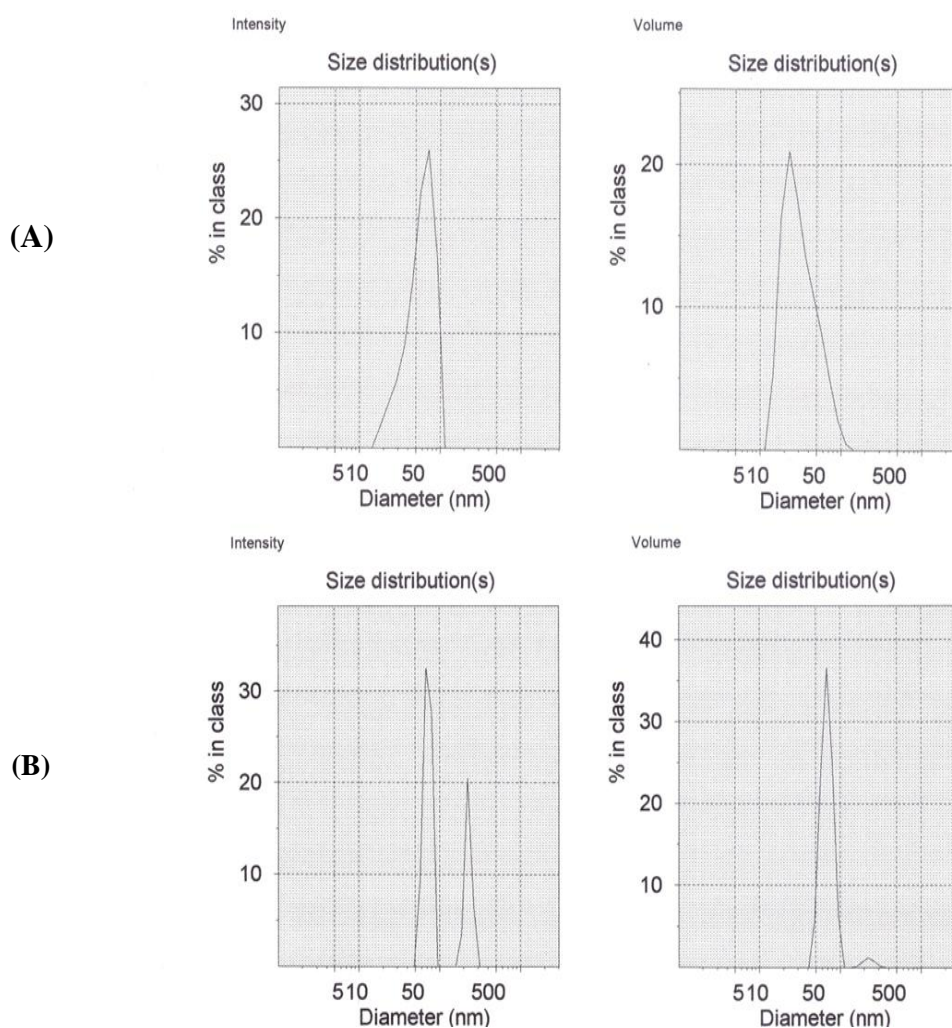 Intensity
Size distribution(s)
% in class
30
20
10
510 50 500
Diameter (nm)
Volume
Size distribution(s)
% in class
20
10
510 50 500
Diameter (nm)
(A)
Intensity
Size distribution(s)
% in class
30
20
10
510 50 500
Diameter (nm)
Volume
Size distribution(s)
% in class
40
30
20
10
510 50 500
Diameter (nm)
(B)